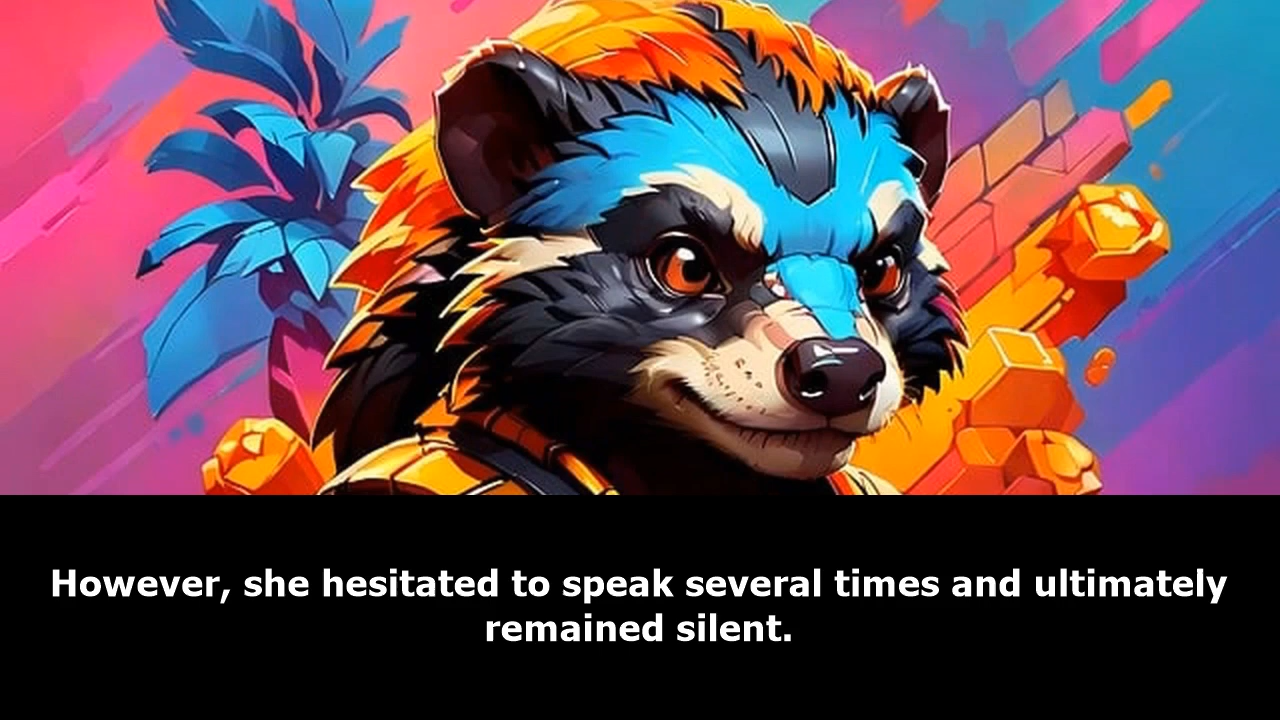 However, she hesitated to speak several times and ultimately
remained silent.